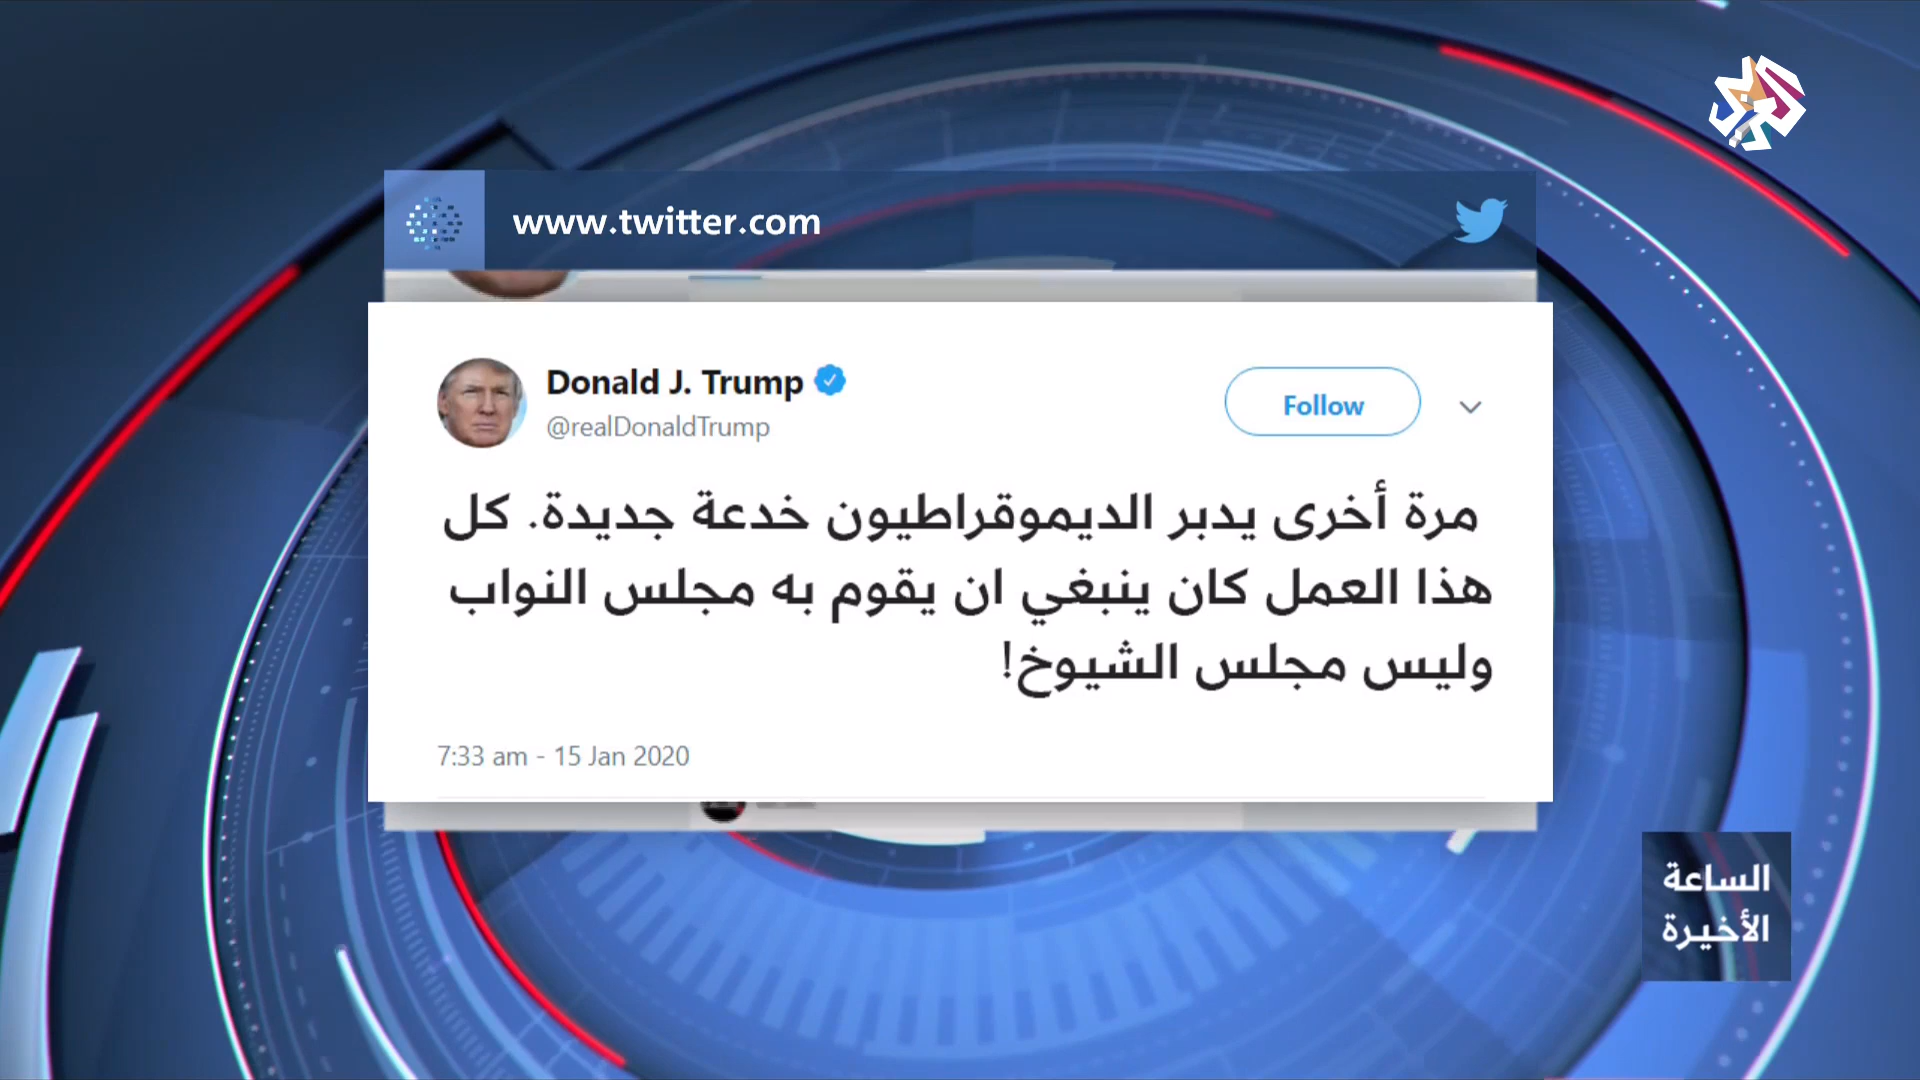 www.twitter.com
Donald J. Trump
@realDonaldTrump
Follow
مرة أخرى يدبر الديموقراطيون خدعة جديدة. كل
هذا العمل كان ينبغي ان يقوم به مجلس النواب
وليس مجلس الشيوخ!
7:33 am - 15 Jan 2020
الساعة
الأخيرة